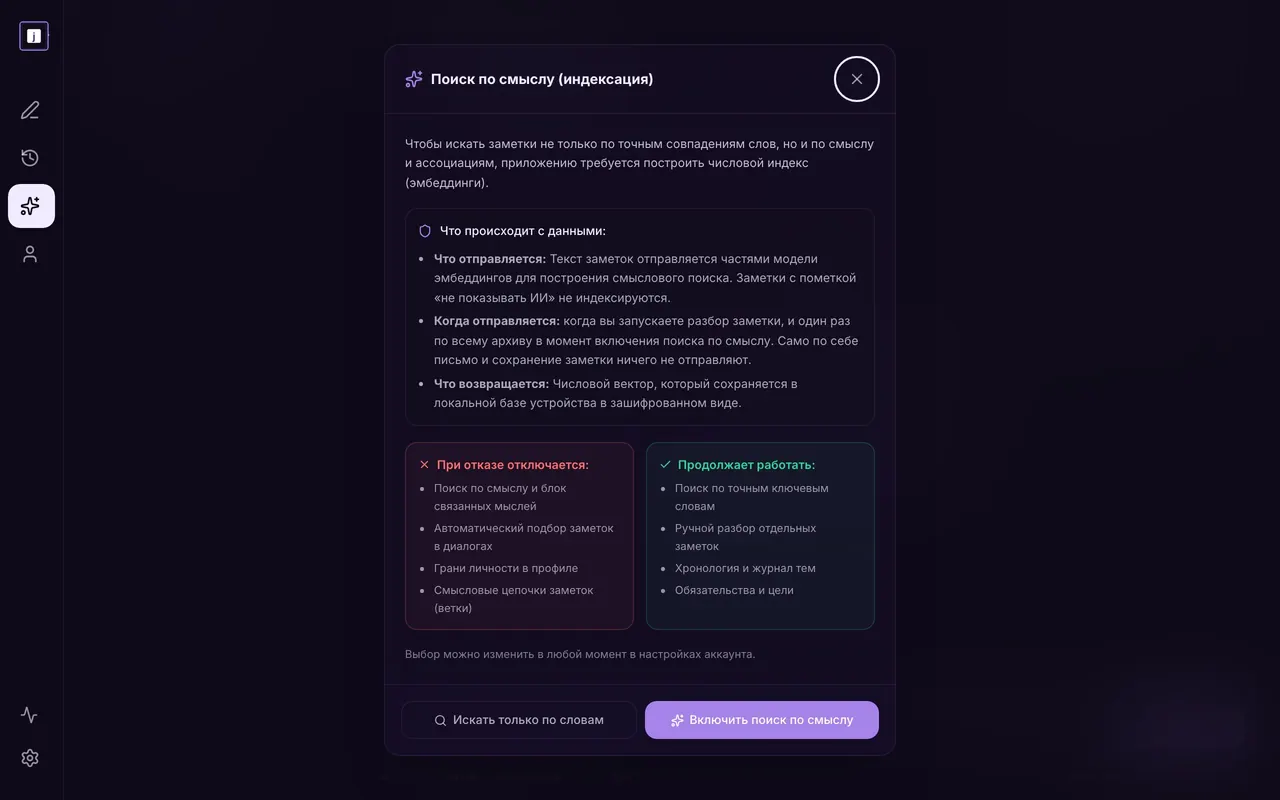 j
Поиск по смыслу (индексация)
Чтобы искать заметки не только по точным совпадениям слов, но и по смыслу
и ассоциациям, приложению требуется построить числовой индекс
(эмбеддинги).
Что происходит с данными:
• Что отправляется: Текст заметок отправляется частями модели
эмбеддингов для построения смыслового поиска. Заметки с пометкой
«не показывать ИИ» не индексируются.
• Когда отправляется: когда вы запускаете разбор заметки, и один раз
по всему архиву в момент включения поиска по смыслу. Само по себе
письмо и сохранение заметки ничего не отправляют.
• Что возвращается: Числовой вектор, который сохраняется в
локальной базе устройства в зашифрованном виде.
При отказе отключается:
• Поиск по смыслу и блок
связанных мыслей
• Автоматический подбор заметок
в диалогах
• Грани личности в профиле
• Смысловые цепочки заметок
(ветки)
Продолжает работать:
• Поиск по точным ключевым
словам
• Ручной разбор отдельных
заметок
• Хронология и журнал тем
• Обязательства и цели
Выбор можно изменить в любой момент в настройках аккаунта.
Искать только по словам
Включить поиск по смыслу